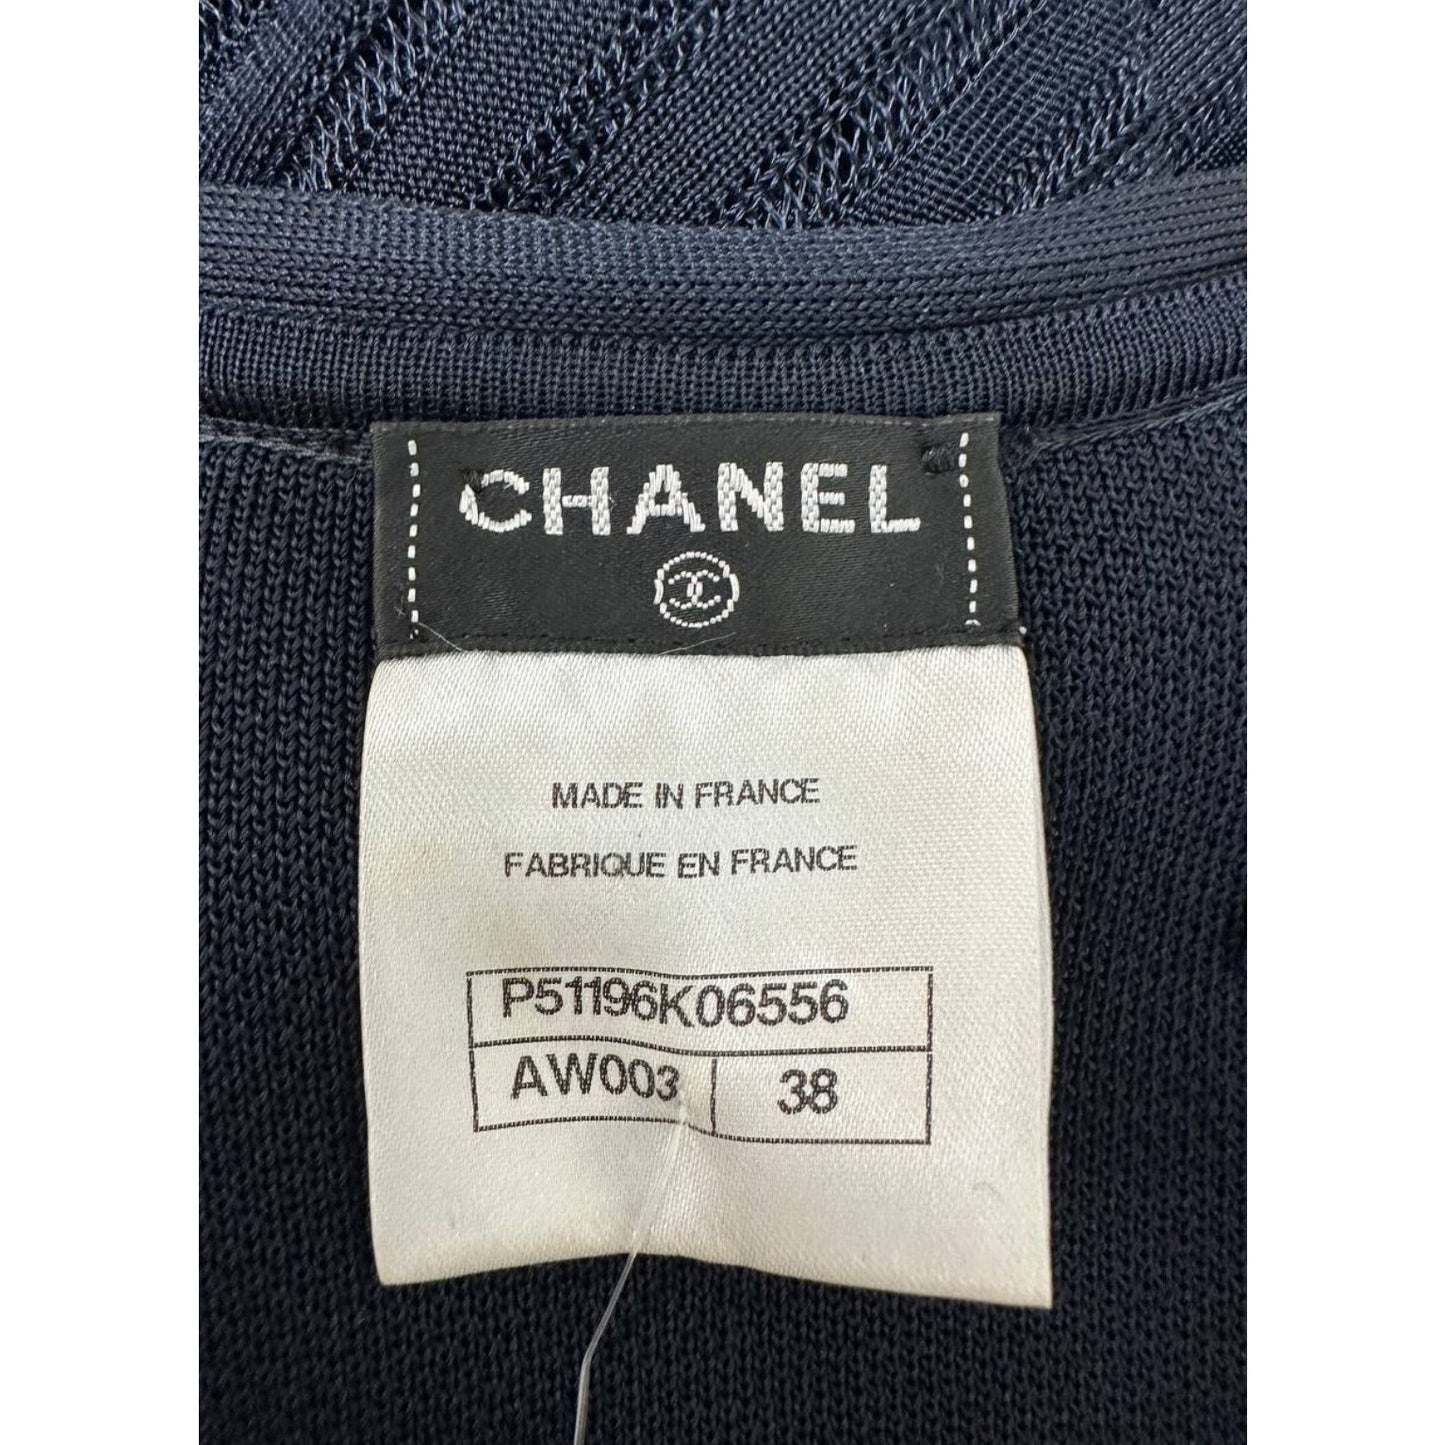 CHANEL
MADE IN FRANCE
FABRIQUE EN FRANCE
P51196K06556
AW003 38